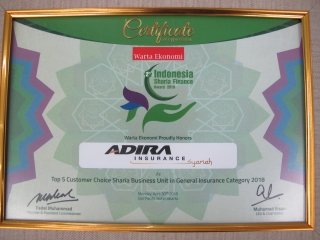 Certificate
Warta Ekonomi
Indonesia
Sharia Finance
Award 2018
Warta Ekonomi Proudly Honors
ADIRA
INSURANCE
syariah
As
Top 5 Customer Choice Sharia Business Unit in General Insurance Category 2018
Fadel Muhammad
Muhamad Ihsan